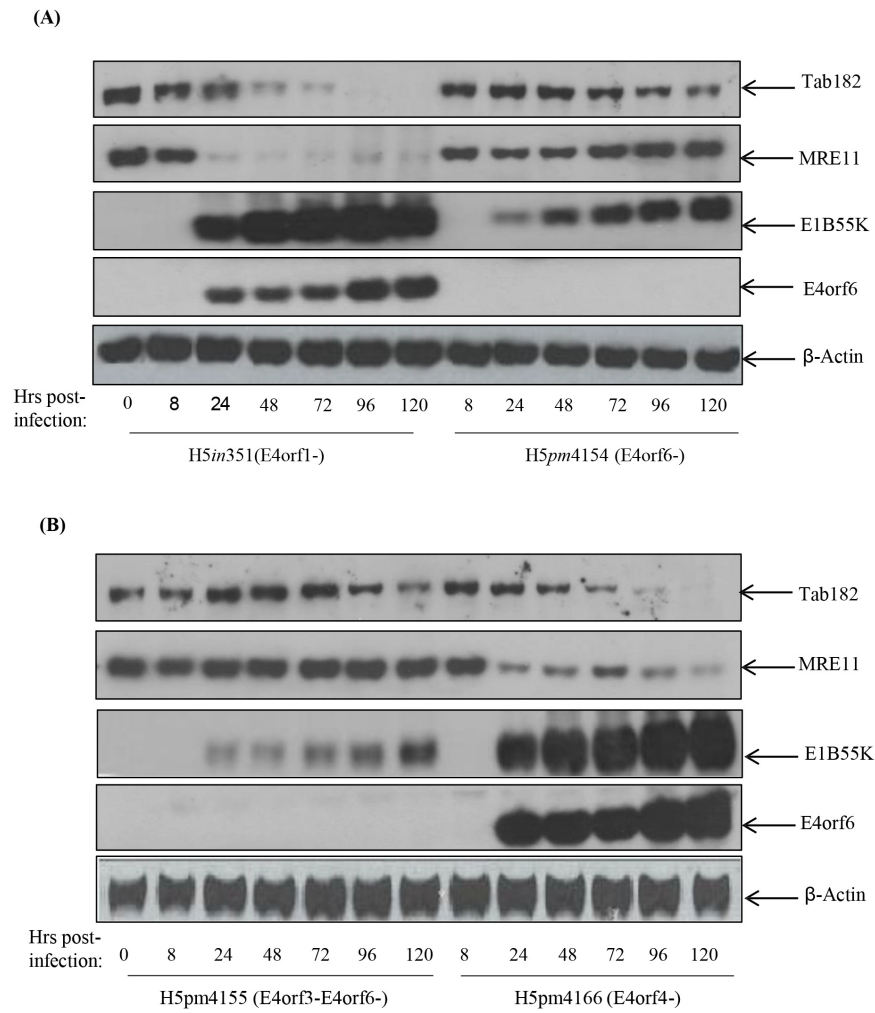 (A)
Tab182
MRE11
E1B55K
E4orf6
β-Actin
Hrs post-
infection:
0 8 24 48 72 96 120 8 24 48 72 96 120
H5in351(E4orf1-) H5pm4154 (E4orf6-)
(B)
Tab182
MRE11
E1B55K
E4orf6
β-Actin
Hrs post-
infection:
0 8 24 48 72 96 120 8 24 48 72 96 120
H5pm4155 (E4orf3-E4orf6-) H5pm4166 (E4orf4-)